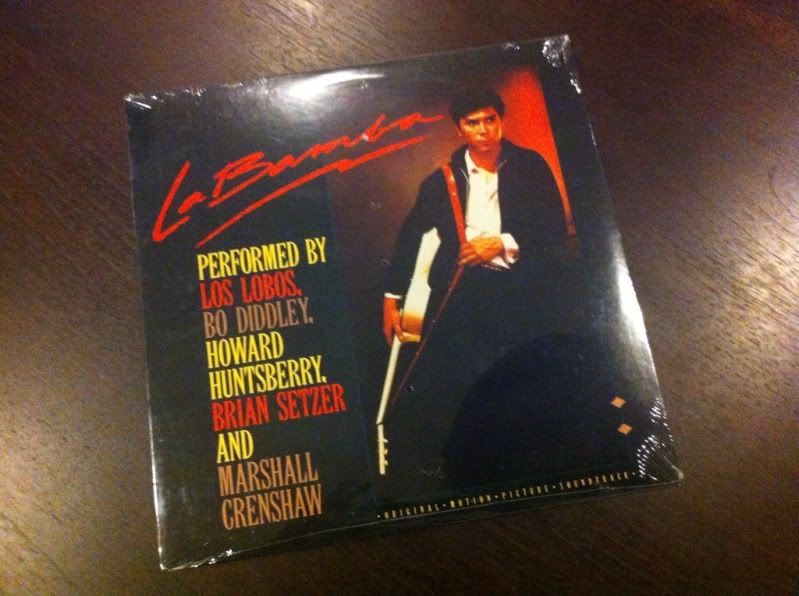 La Bamba
PERFORMED BY
LOS LOBOS,
BO DIDDLEY,
HOWARD
HUNTSBERRY,
BRIAN SETZER
AND
MARSHALL
CRENSHAW
·ORIGINAL·MOTION·PICTURE·SOUNDTRACK·